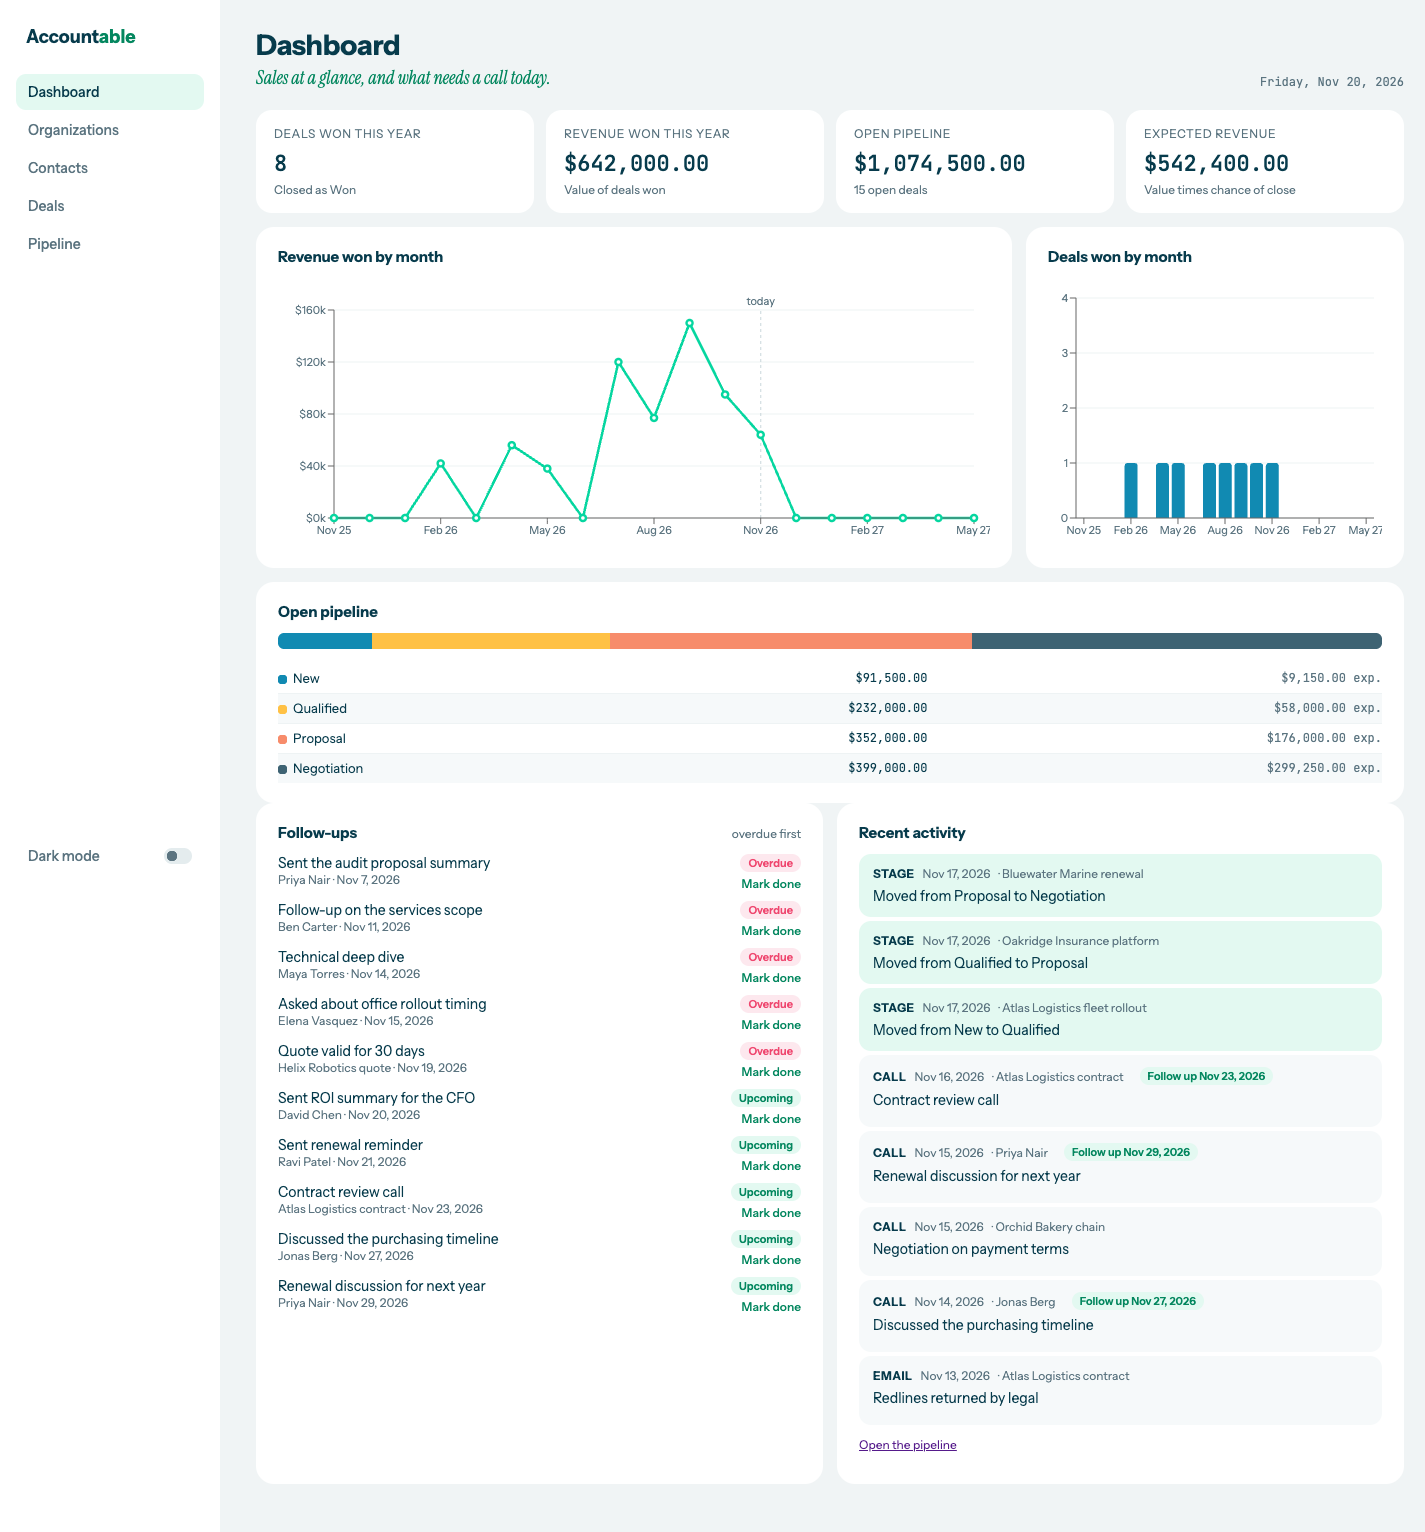 Accountable
Dashboard
Organizations
Contacts
Deals
Pipeline
Dark mode
Dashboard
Sales at a glance, and what needs a call today.
Friday, Nov 20, 2026
DEALS WON THIS YEAR
8
Closed as Won
REVENUE WON THIS YEAR
$642,000.00
Value of deals won
OPEN PIPELINE
$1,074,500.00
15 open deals
EXPECTED REVENUE
$542,400.00
Value times chance of close
Revenue won by month
today
$160k
$120k
$80k
$40k
$0k
Nov 25 Feb 26 May 26 Aug 26 Nov 26 Feb 27 May 27
Deals won by month
4
3
2
1
0
Nov 25 Feb 26 May 26 Aug 26 Nov 26 Feb 27 May 27
Open pipeline
New $91,500.00 $9,150.00 exp.
Qualified $232,000.00 $58,000.00 exp.
Proposal $352,000.00 $176,000.00 exp.
Negotiation $399,000.00 $299,250.00 exp.
Follow-ups overdue first
Sent the audit proposal summary Overdue
Priya Nair · Nov 7, 2026 Mark done
Follow-up on the services scope Overdue
Ben Carter · Nov 11, 2026 Mark done
Technical deep dive Overdue
Maya Torres · Nov 14, 2026 Mark done
Asked about office rollout timing Overdue
Elena Vasquez · Nov 15, 2026 Mark done
Quote valid for 30 days Overdue
Helix Robotics quote · Nov 19, 2026 Mark done
Sent ROI summary for the CFO Upcoming
David Chen · Nov 20, 2026 Mark done
Sent renewal reminder Upcoming
Ravi Patel · Nov 21, 2026 Mark done
Contract review call Upcoming
Atlas Logistics contract · Nov 23, 2026 Mark done
Discussed the purchasing timeline Upcoming
Jonas Berg · Nov 27, 2026 Mark done
Renewal discussion for next year Upcoming
Priya Nair · Nov 29, 2026 Mark done
Recent activity
STAGE Nov 17, 2026 · Bluewater Marine renewal
Moved from Proposal to Negotiation
STAGE Nov 17, 2026 · Oakridge Insurance platform
Moved from Qualified to Proposal
STAGE Nov 17, 2026 · Atlas Logistics fleet rollout
Moved from New to Qualified
CALL Nov 16, 2026 · Atlas Logistics contract Follow up Nov 23, 2026
Contract review call
CALL Nov 15, 2026 · Priya Nair Follow up Nov 29, 2026
Renewal discussion for next year
CALL Nov 15, 2026 · Orchid Bakery chain
Negotiation on payment terms
CALL Nov 14, 2026 · Jonas Berg Follow up Nov 27, 2026
Discussed the purchasing timeline
EMAIL Nov 13, 2026 · Atlas Logistics contract
Redlines returned by legal
Open the pipeline